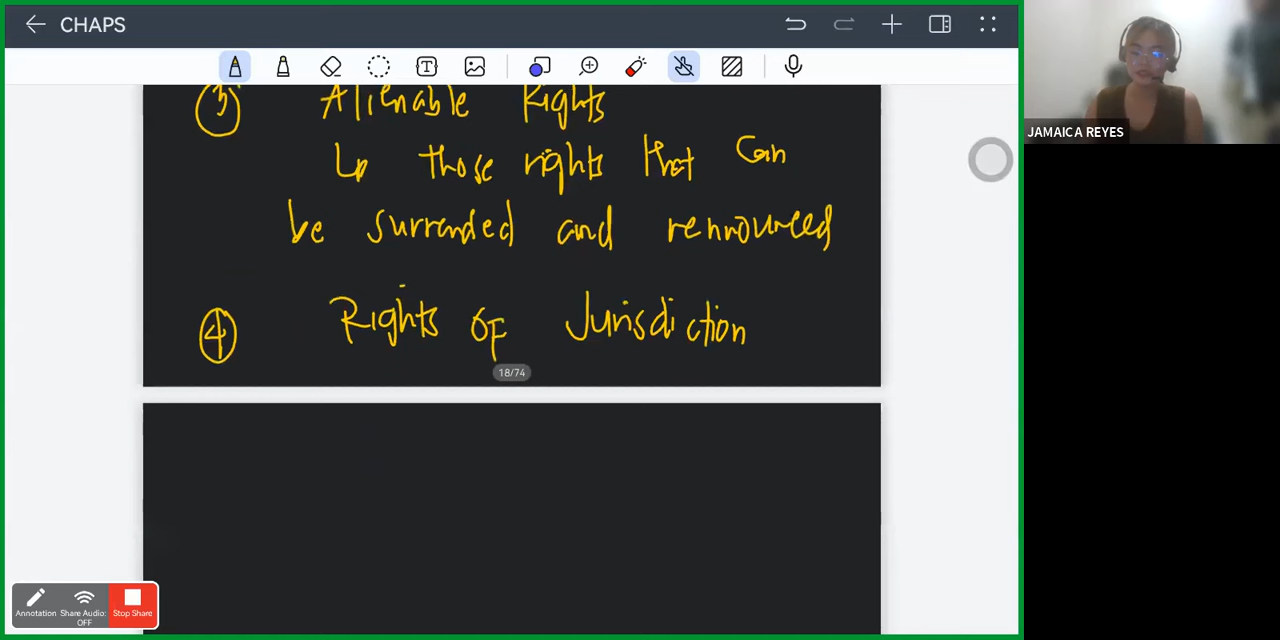 CHAPS
JAMAICA REYES
3 Alienable Rights
those rights that can
be surrended and rennounced
4 Rights of Jurisdiction
18/74
Annotation
Share Audio: OFF
Stop Share